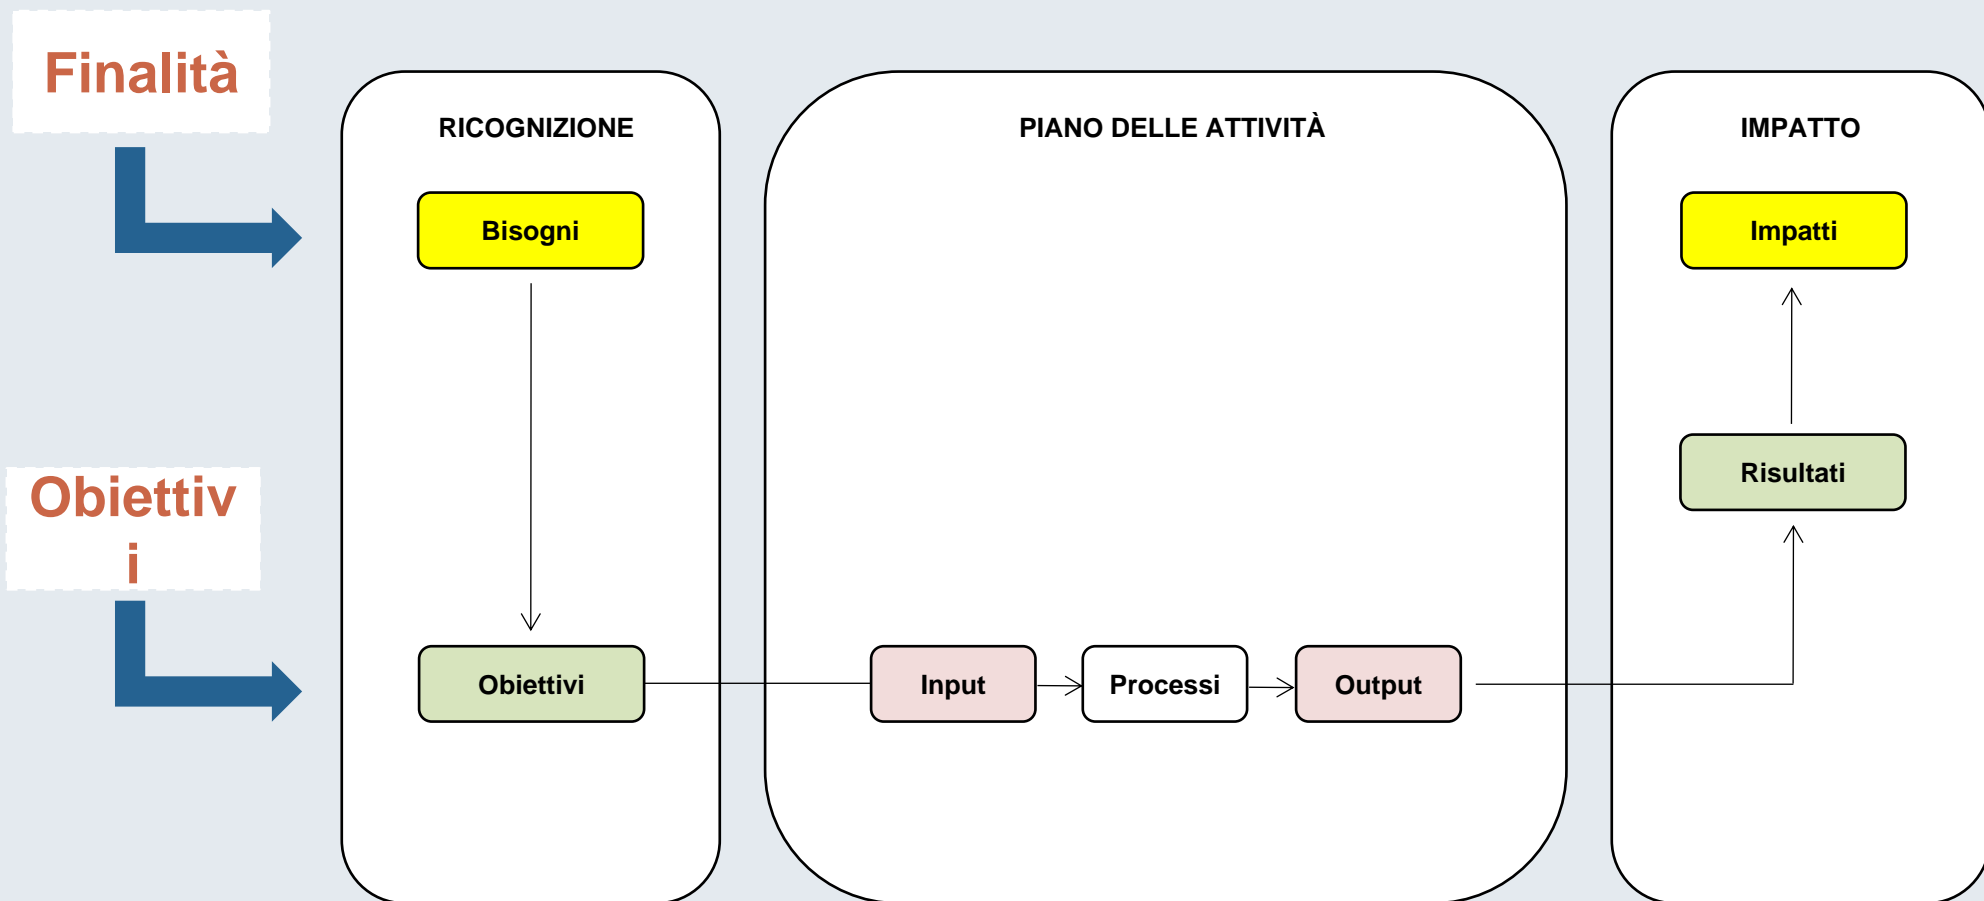 Finalità
RICOGNIZIONE
PIANO DELLE ATTIVITÀ
IMPATTO
Bisogni
Impatti
Obiettiv
i
Risultati
Obiettivi
Input
Processi
Output